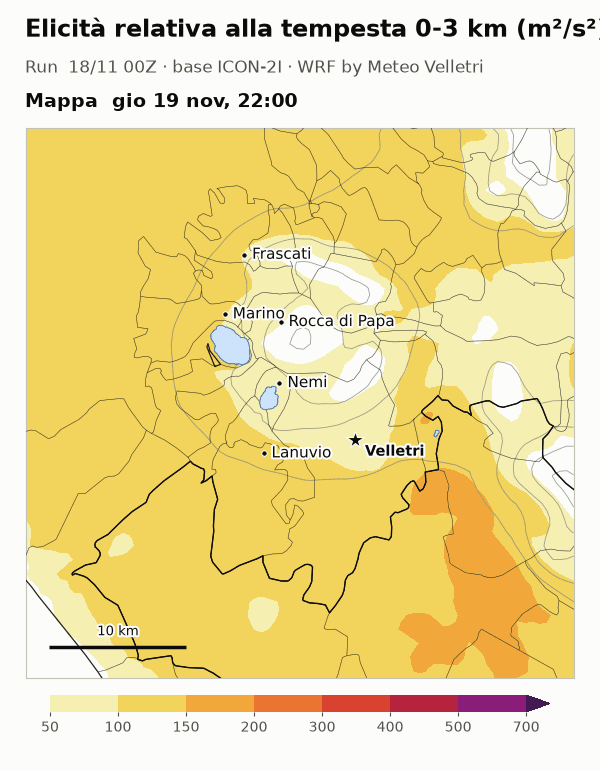 Elicità relativa alla tempesta 0-3 km (m²/s²)
Run 18/11 00Z · base ICON-2I · WRF by Meteo Velletri
Mappa gio 19 nov, 22:00
Frascati
Marino
Rocca di Papa
Nemi
Velletri
Lanuvio
10 km
50 100 150 200 300 400 500 700